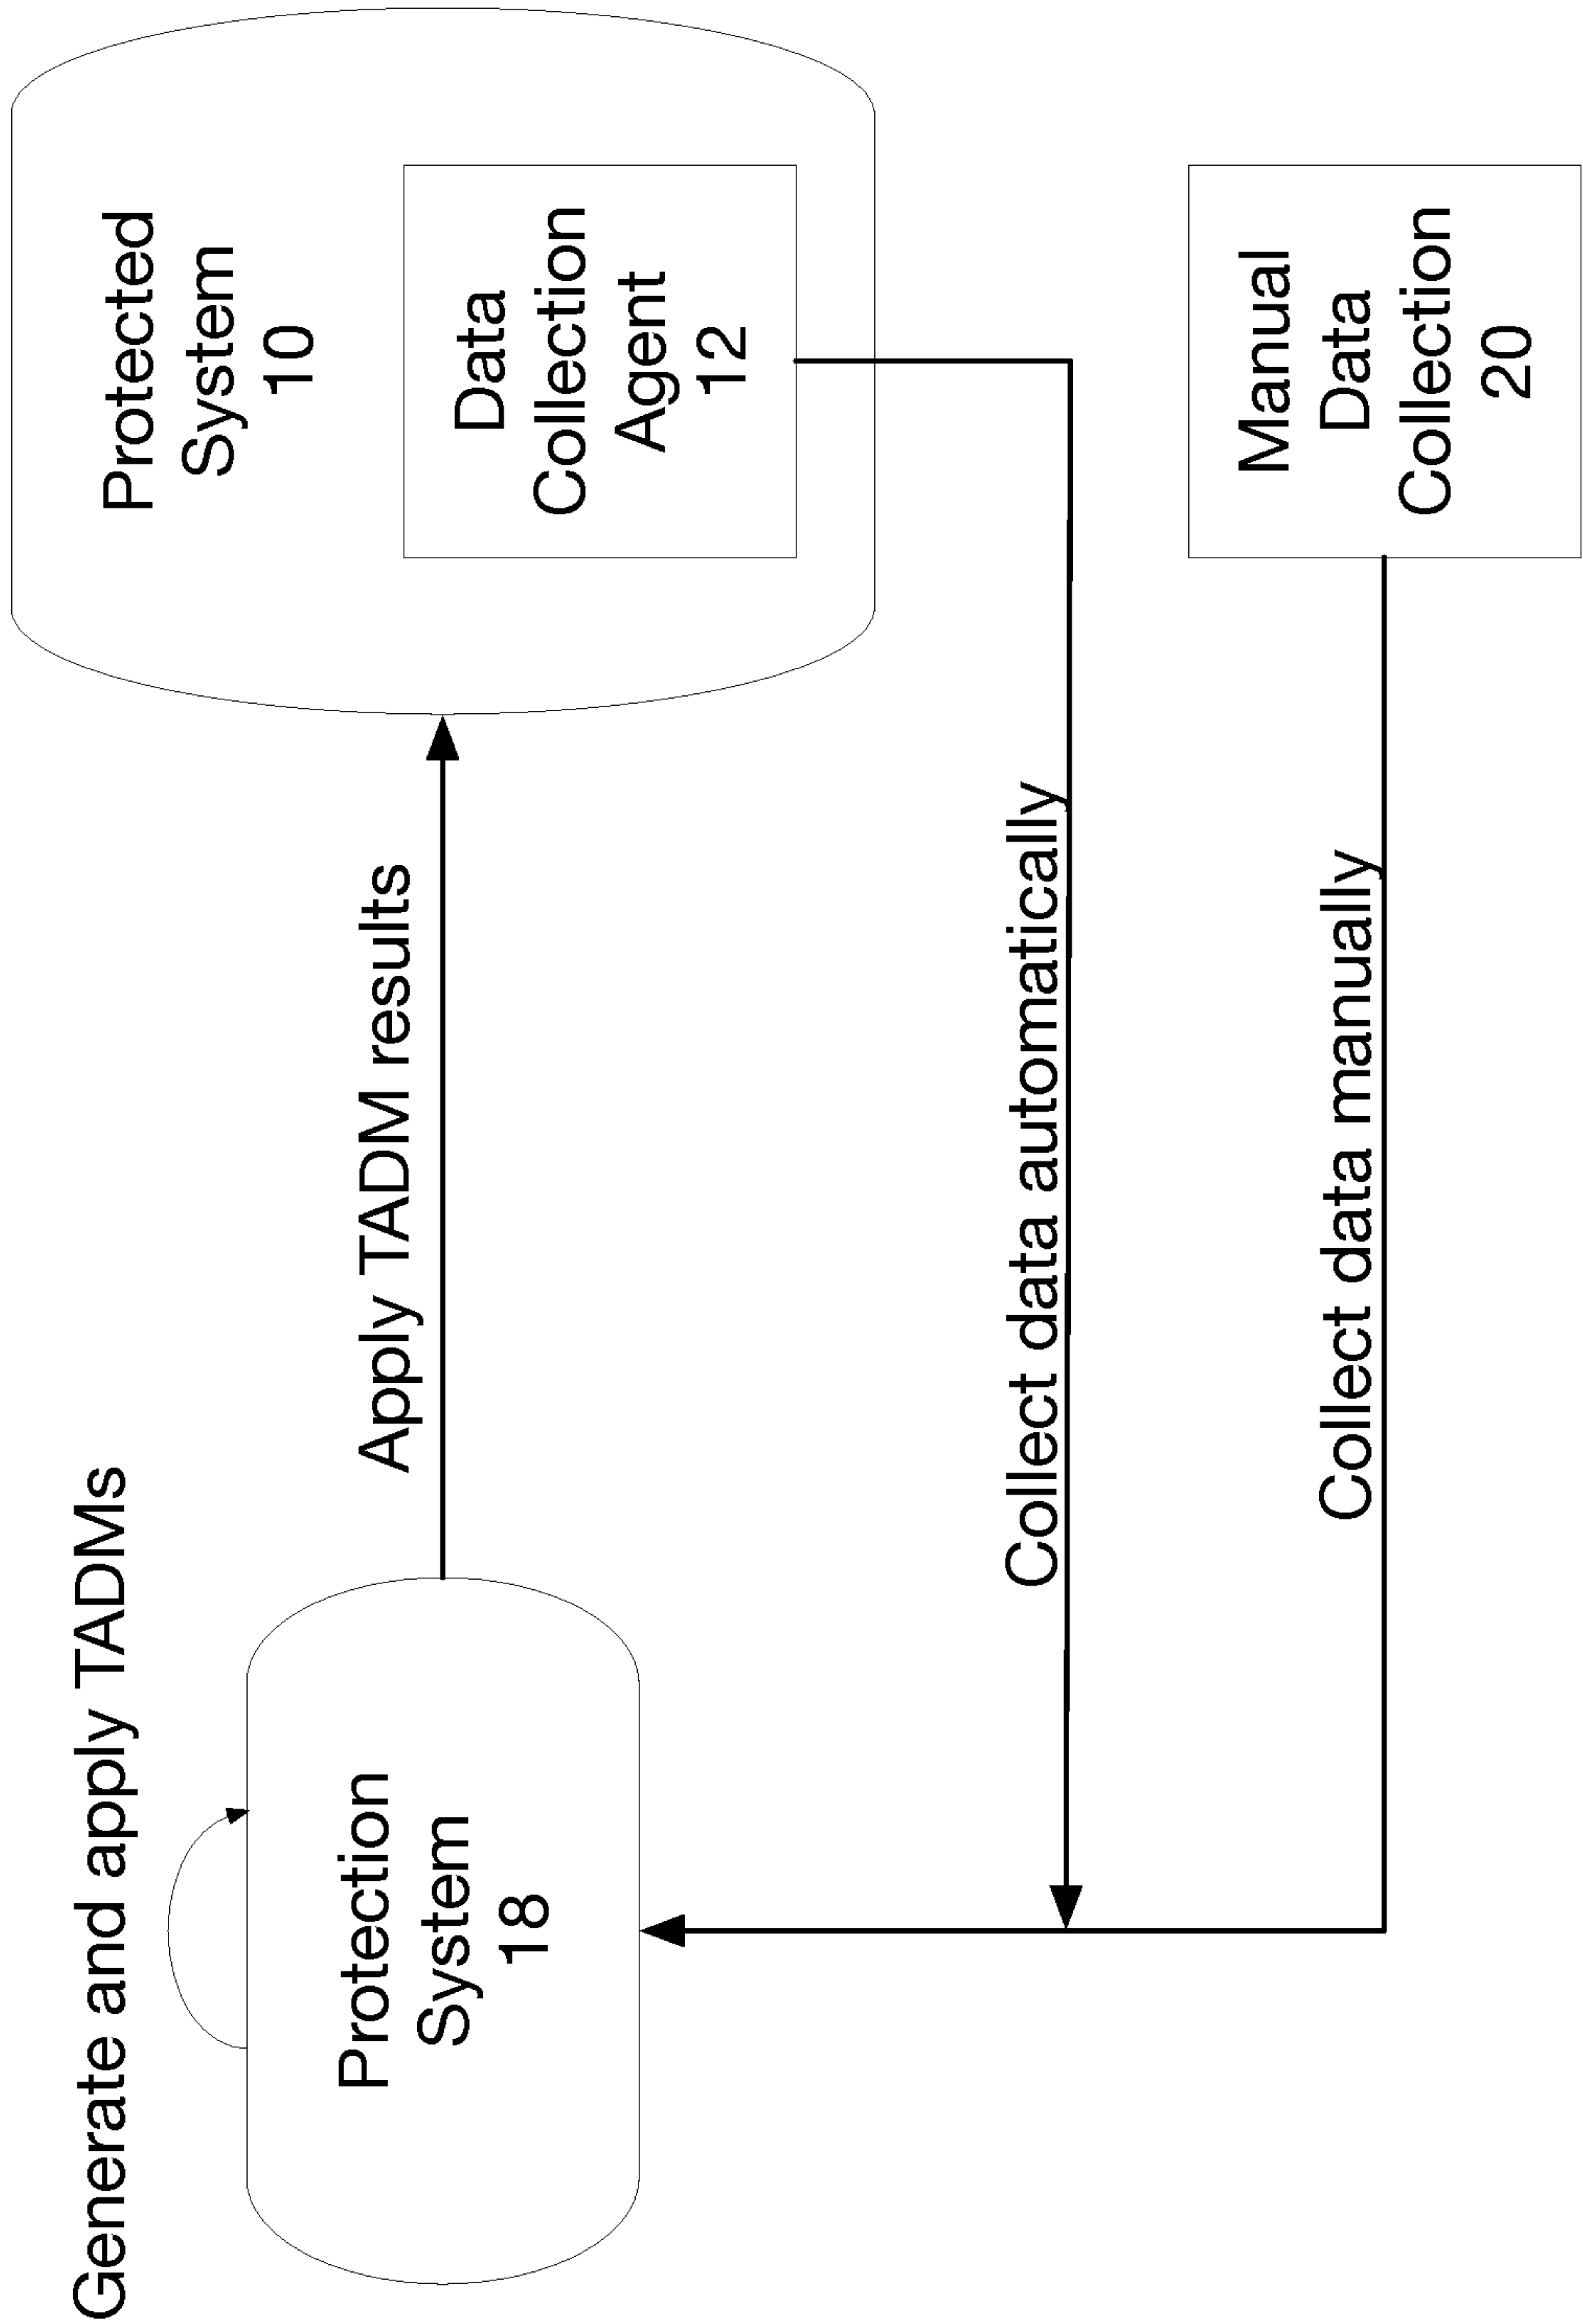 Generate and apply TADMs
Protection
System
18
Apply TADM results
Protected
System
10
Data
Collection
Agent
12
Collect data automatically
Collect data manually
Manual
Data
Collection
20